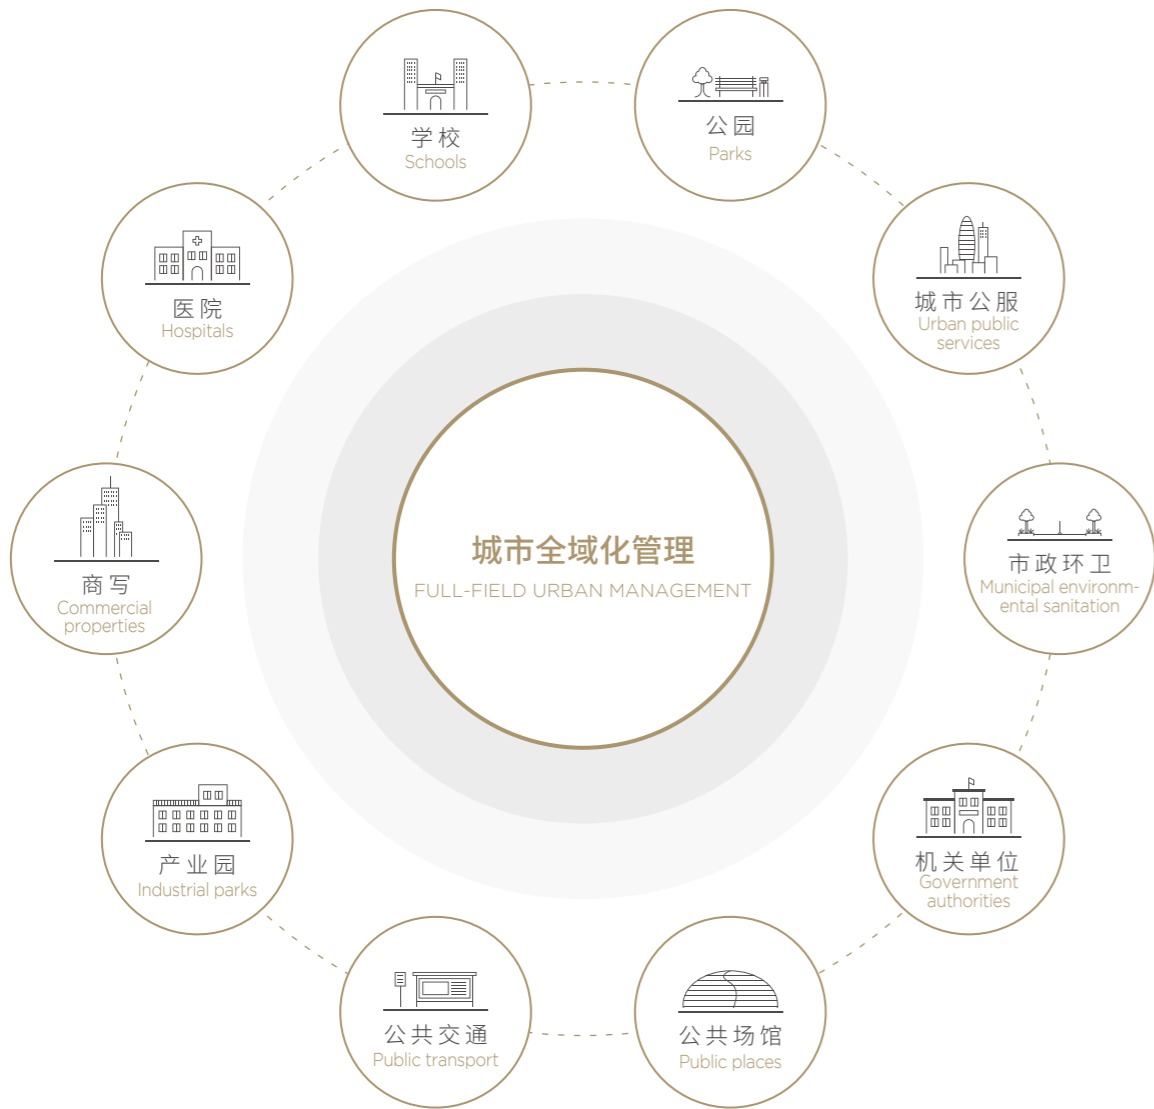 学校
Schools
公园
Parks
医院
Hospitals
城市公服
Urban public
services
城市全域化管理
FULL-FIELD URBAN MANAGEMENT
商写
Commercial
properties
市政环卫
Municipal environm-
ental sanitation
产业园
Industrial parks
机关单位
Government
authorities
公共交通
Public transport
公共场馆
Public places